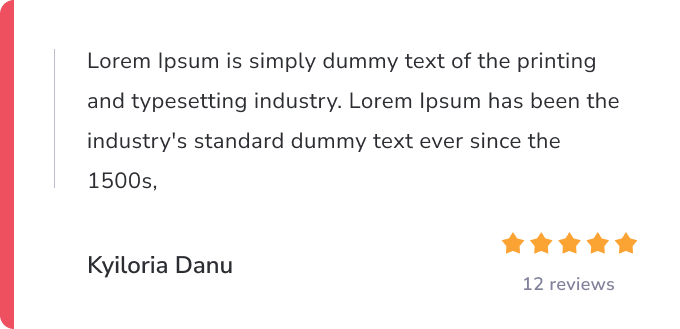 Lorem Ipsum is simply dummy text of the printing
and typesetting industry. Lorem Ipsum has been the
industry's standard dummy text ever since the
1500s,
Kyiloria Danu
12 reviews